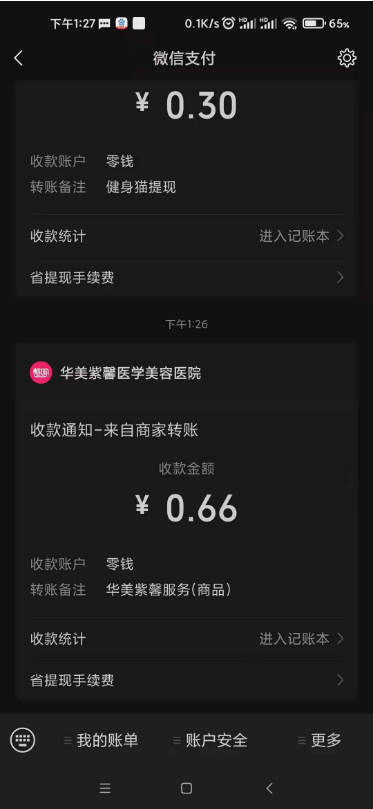 下午1:27 0.1K/s HD HD 65%
微信支付
¥ 0.30
收款账户 零钱
转账备注 健身猫提现
收款统计 进入记账本
省提现手续费
下午1:26
华美紫馨医学美容医院
收款通知-来自商家转账
收款金额
¥ 0.66
收款账户 零钱
转账备注 华美紫馨服务(商品)
收款统计 进入记账本
省提现手续费
我的账单 账户安全 更多